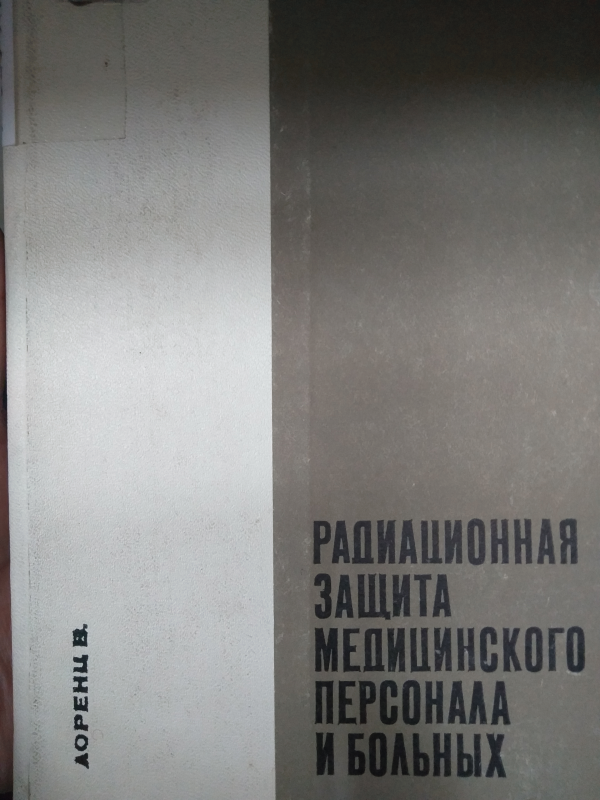 ЛОРЕНЦ В.
РАДИАЦИОННАЯ
ЗАЩИТА
МЕДИЦИНСКОГО
ПЕРСОНАЛА
И БОЛЬНЫХ